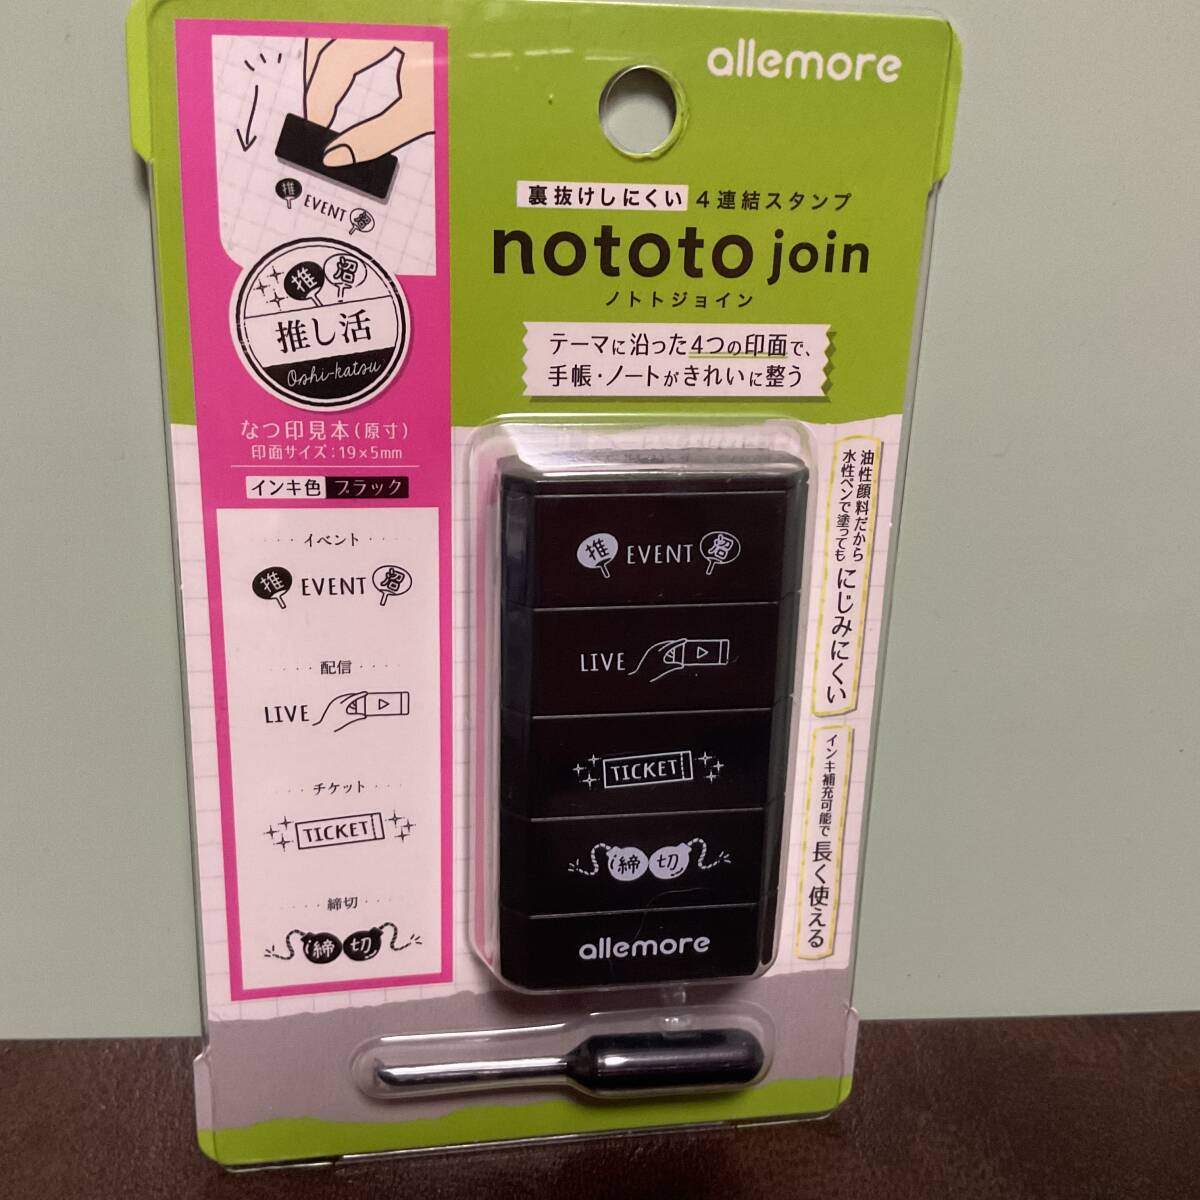 allemore
裏抜けしにくい 4連結スタンプ
nototo join
ノトトジョイン
テーマに沿った4つの印面で、
手帳・ノートがきれいに整う
推 EVENT 沼
推 沼
推し活
Oshi-katsu
なつ印見本(原寸)
印面サイズ:19×5mm
インキ色 ブラック
イベント
推 EVENT 沼
配信
LIVE
チケット
TICKET
締切
締 切
推 EVENT 沼
LIVE
TICKET
締 切
allemore
油性顔料だから
水性ペンで塗っても
にじみにくい
インキ補充可能で
長く使える